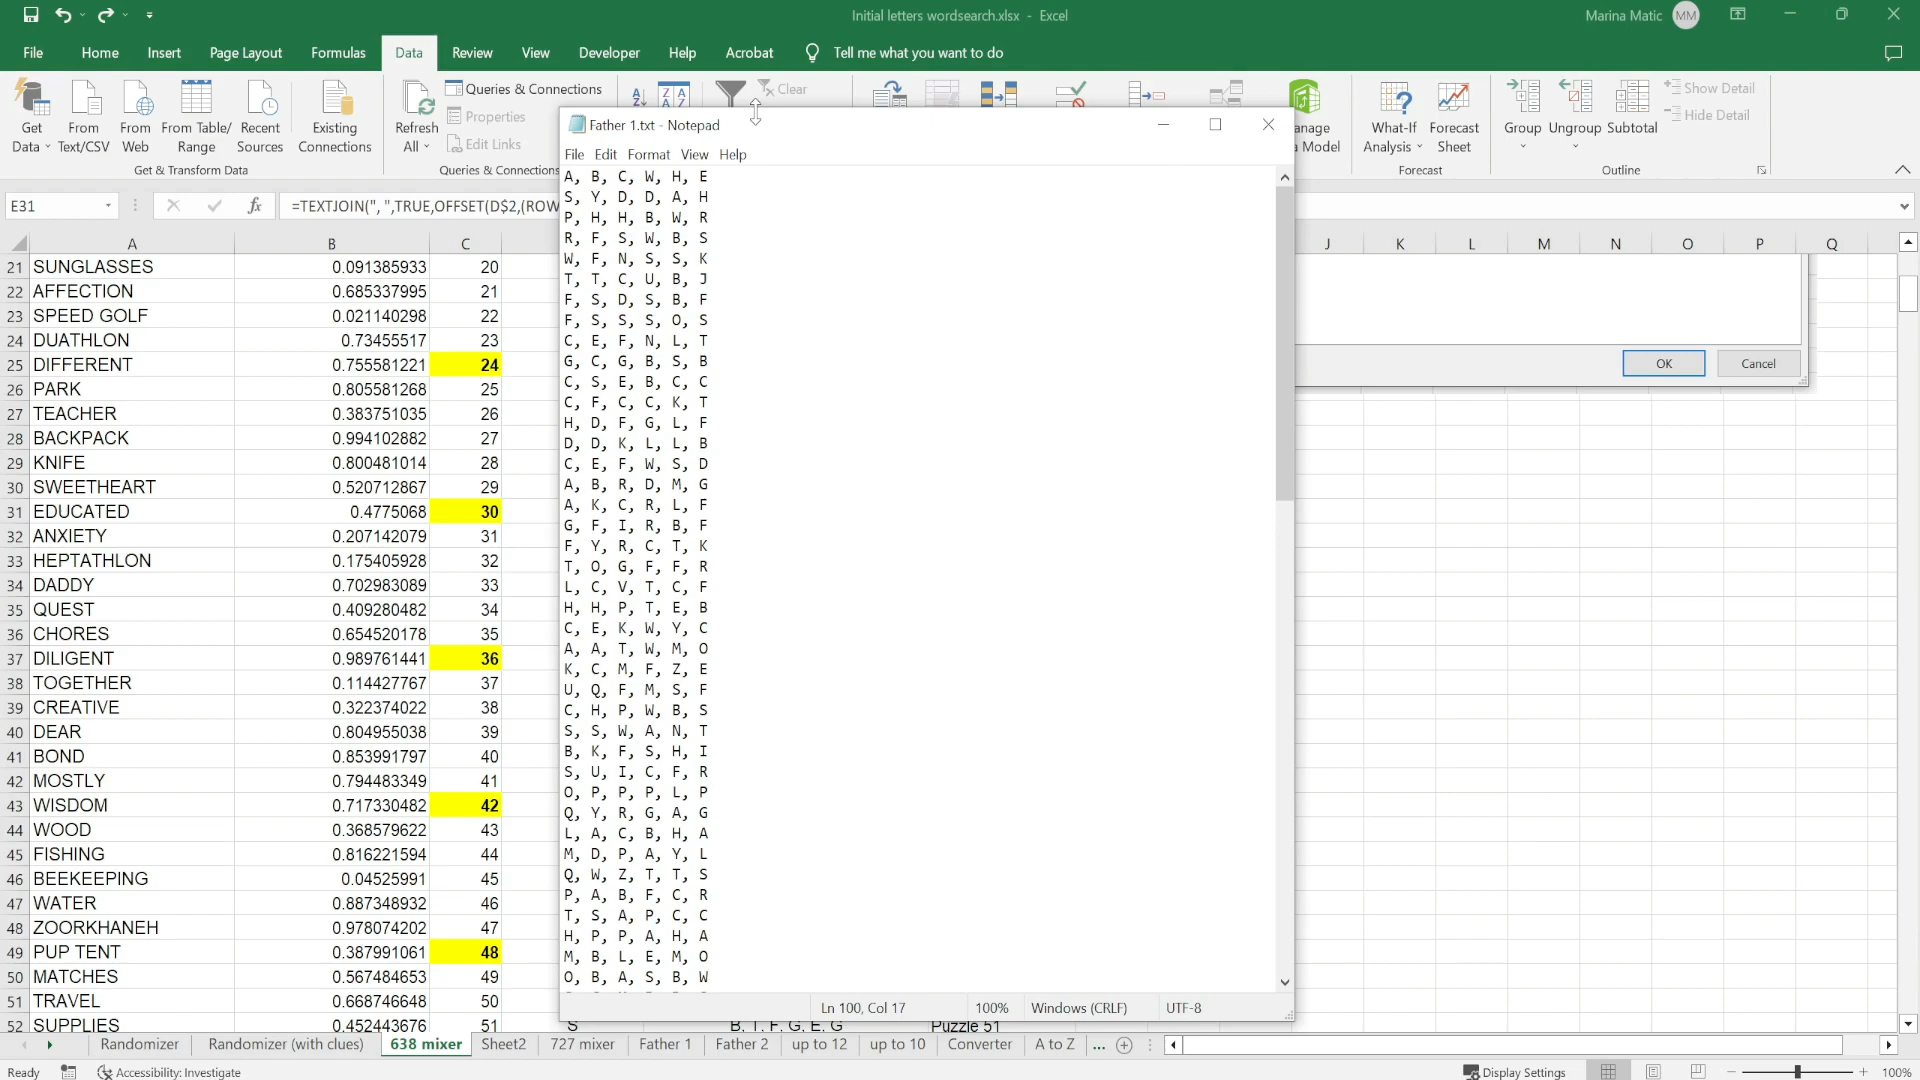 Initial letters wordsearch.xlsx - Excel
Marina Matic MM
File Home Insert Page Layout Formulas Data Review View Developer Help Acrobat Tell me what you want to do
Get Data
From Text/CSV
From Web
From Table/ Range
Recent Sources
Existing Connections
Get & Transform Data
Refresh All
Queries & Connections
Properties
Edit Links
Queries & Connections
Clear
What-If Analysis
Forecast Sheet
Forecast
Group
Ungroup
Subtotal
Show Detail
Hide Detail
Outline
E31
=TEXTJOIN(", ",TRUE,OFFSET(D$2,(ROW
A B C J K L M N O P Q
21 SUNGLASSES 0.091385933 20
22 AFFECTION 0.685337995 21
23 SPEED GOLF 0.021140298 22
24 DUATHLON 0.73455517 23
25 DIFFERENT 0.755581221 24
26 PARK 0.805581268 25
27 TEACHER 0.383751035 26
28 BACKPACK 0.994102882 27
29 KNIFE 0.800481014 28
30 SWEETHEART 0.520712867 29
31 EDUCATED 0.4775068 30
32 ANXIETY 0.207142079 31
33 HEPTATHLON 0.175405928 32
34 DADDY 0.702983089 33
35 QUEST 0.409280482 34
36 CHORES 0.654520178 35
37 DILIGENT 0.989761441 36
38 TOGETHER 0.114427767 37
39 CREATIVE 0.322374022 38
40 DEAR 0.804955038 39
41 BOND 0.853991797 40
42 MOSTLY 0.794483349 41
43 WISDOM 0.717330482 42
44 WOOD 0.368579622 43
45 FISHING 0.816221594 44
46 BEEKEEPING 0.04525991 45
47 WATER 0.887348932 46
48 ZOORKHANEH 0.978074202 47
49 PUP TENT 0.387991061 48
50 MATCHES 0.567484653 49
51 TRAVEL 0.668746648 50
52 SUPPLIES 0.452443676 51 S B, T, F, G, E, G Puzzle 51
Father 1.txt - Notepad
File Edit Format View Help
A, B, C, W, H, E
S, Y, D, D, A, H
P, H, H, B, W, R
R, F, S, W, B, S
W, F, N, S, S, K
T, T, C, U, B, J
F, S, D, S, B, F
F, S, S, S, O, S
C, E, F, N, L, T
G, C, G, B, S, B
C, S, E, B, C, C
C, F, C, C, K, T
H, D, F, G, L, F
D, D, K, L, L, B
C, E, F, W, S, D
A, B, R, D, M, G
A, K, C, R, L, F
G, F, I, R, B, F
F, Y, R, C, T, K
T, O, G, F, F, R
L, C, V, T, C, F
H, H, P, T, E, B
C, E, K, W, Y, C
A, A, T, W, M, O
K, C, M, F, Z, E
U, Q, F, M, S, F
C, H, P, W, B, S
S, S, W, A, N, T
B, K, F, S, H, I
S, U, I, C, F, R
O, P, P, P, L, P
Q, Y, R, G, A, G
L, A, C, B, H, A
M, D, P, A, Y, L
Q, W, Z, T, T, S
P, A, B, F, C, R
T, S, A, P, C, C
H, P, P, A, H, A
M, B, L, E, M, O
O, B, A, S, B, W
Ln 100, Col 17 100% Windows (CRLF) UTF-8
OK Cancel
Randomizer Randomizer (with clues) 638 mixer Sheet2 727 mixer Father 1 Father 2 up to 12 up to 10 Converter A to Z ...
Ready Accessibility: Investigate Display Settings 100%